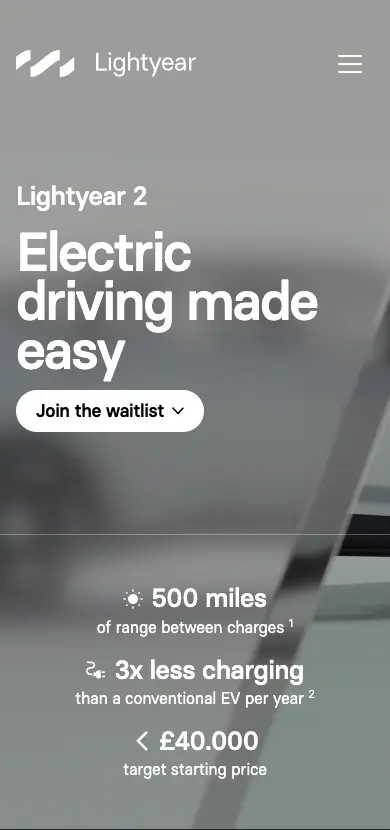 Lightyear
Lightyear 2
Electric
driving made
easy
Join the waitlist
500 miles
of range between charges ¹
3x less charging
than a conventional EV per year ²
< £40.000
target starting price